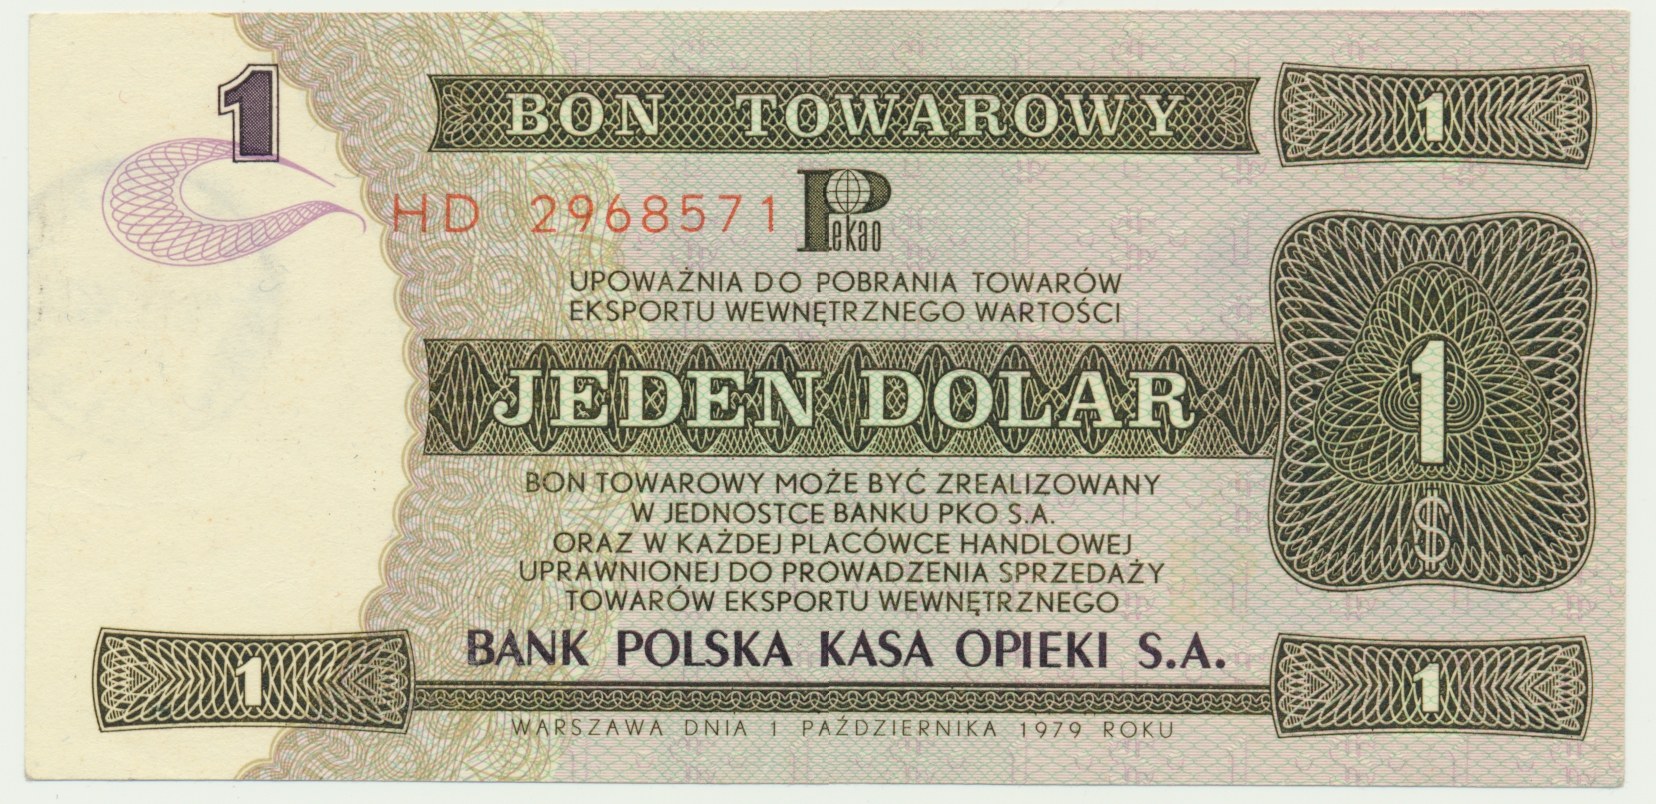 1
BON TOWAROWY
1
HD 2968571
Pekao
UPOWAŻNIA DO POBRANIA TOWARÓW
EKSPORTU WEWNĘTRZNEGO WARTOŚCI
JEDEN DOLAR
1
$
BON TOWAROWY MOŻE BYĆ ZREALIZOWANY
W JEDNOSTCE BANKU PKO S.A.
ORAZ W KAŻDEJ PLACÓWCE HANDLOWEJ
UPRAWNIONEJ DO PROWADZENIA SPRZEDAŻY
TOWARÓW EKSPORTU WEWNĘTRZNEGO
BANK POLSKA KASA OPIEKI S.A.
1
1
WARSZAWA DNIA 1 PAŹDZIERNIKA 1979 ROKU